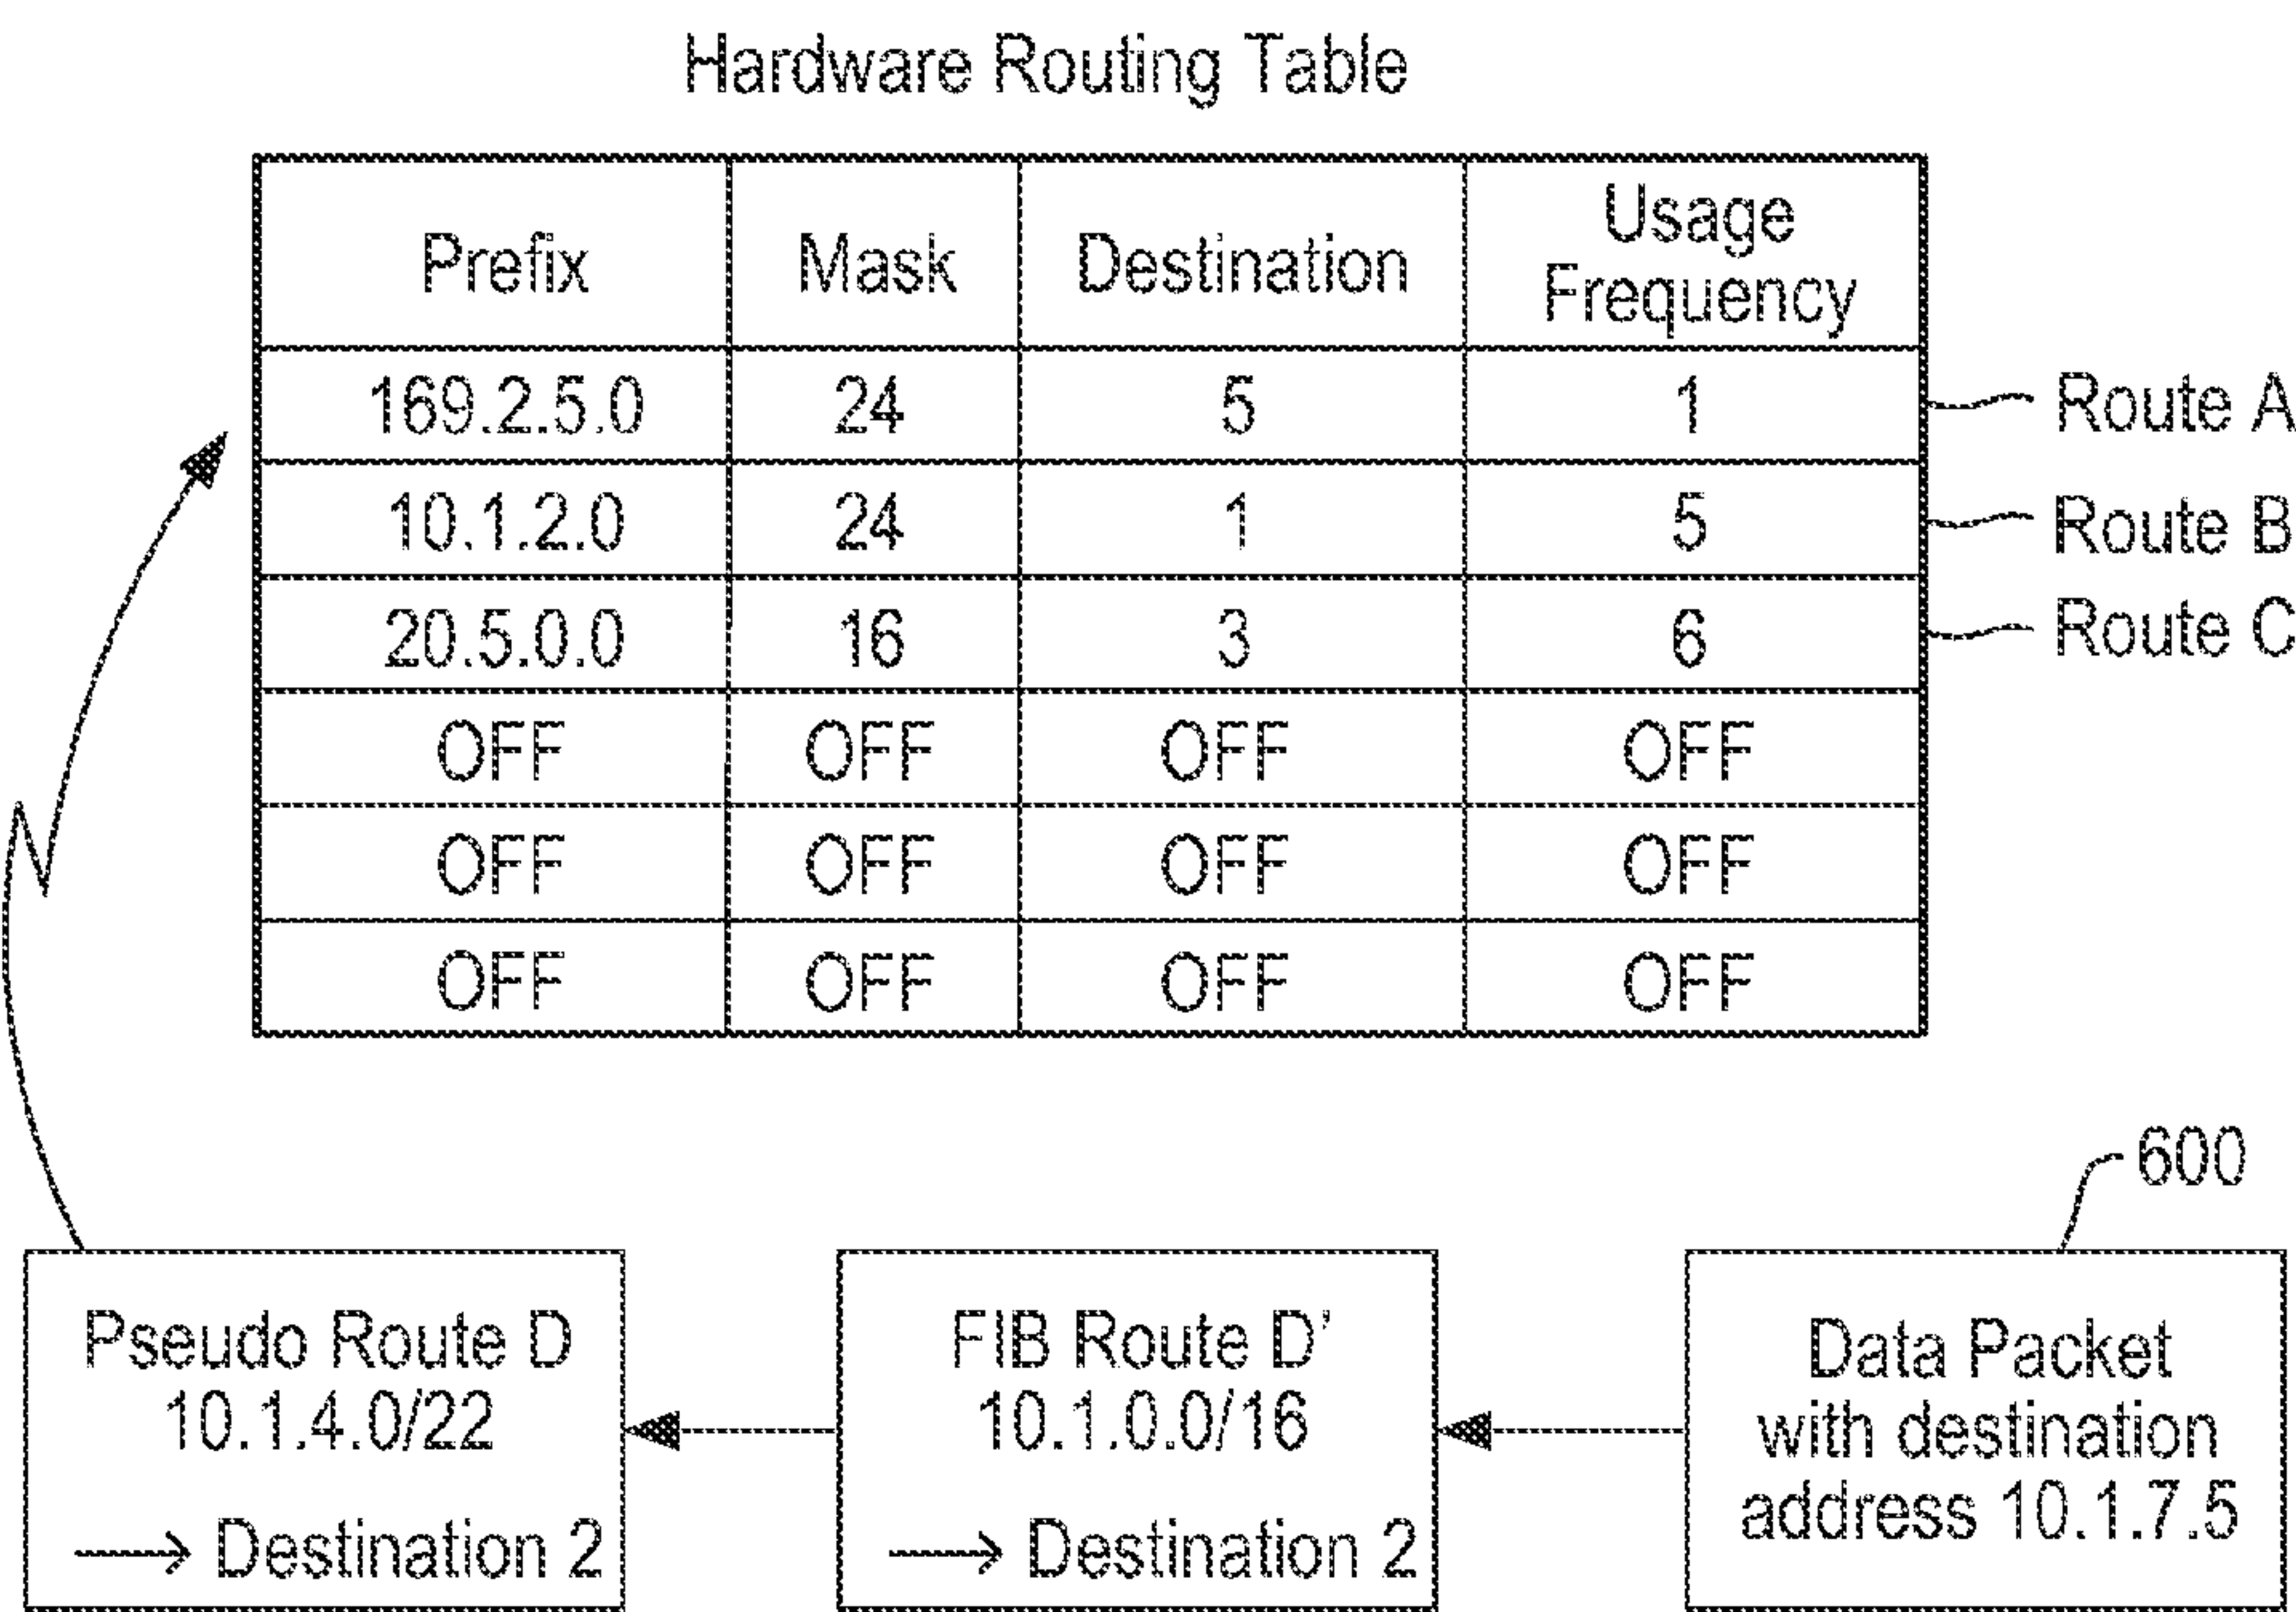 Hardware Routing Table
Prefix Mask Destination Usage Frequency
169.2.5.0 24 5 1 Route A
10.1.2.0 24 1 5 Route B
20.5.0.0 16 3 6 Route C
OFF OFF OFF OFF
OFF OFF OFF OFF
OFF OFF OFF OFF
600
Pseudo Route D
10.1.4.0/22
→ Destination 2
FIB Route D'
10.1.0.0/16
→ Destination 2
Data Packet
with destination
address 10.1.7.5